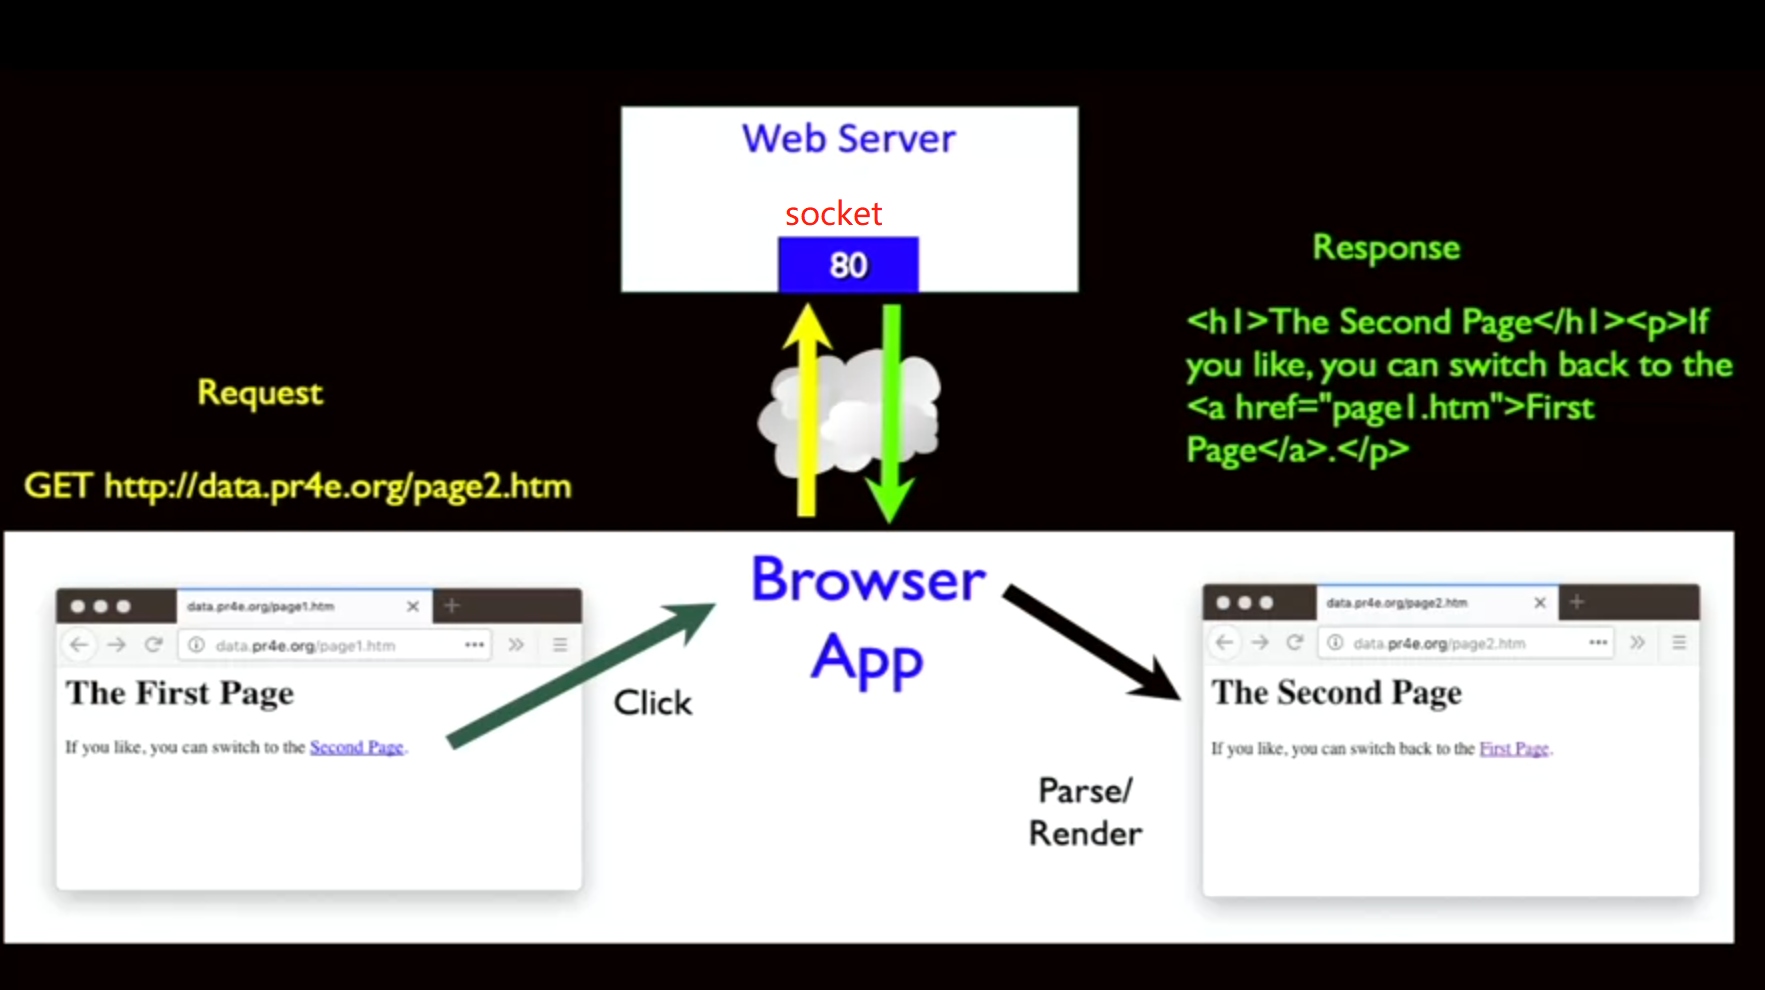 Web Server
socket
80
Response
<h1>The Second Page</h1><p>If
you like, you can switch back to the
<a href="page1.htm">First
Page</a>.</p>
Request
GET http://data.pr4e.org/page2.htm
Browser
App
data.pr4e.org/page1.htm
data.pr4e.org/page1.htm
The First Page
If you like, you can switch to the Second Page.
Click
Parse/
Render
data.pr4e.org/page2.htm
data.pr4e.org/page2.htm
The Second Page
If you like, you can switch back to the First Page.